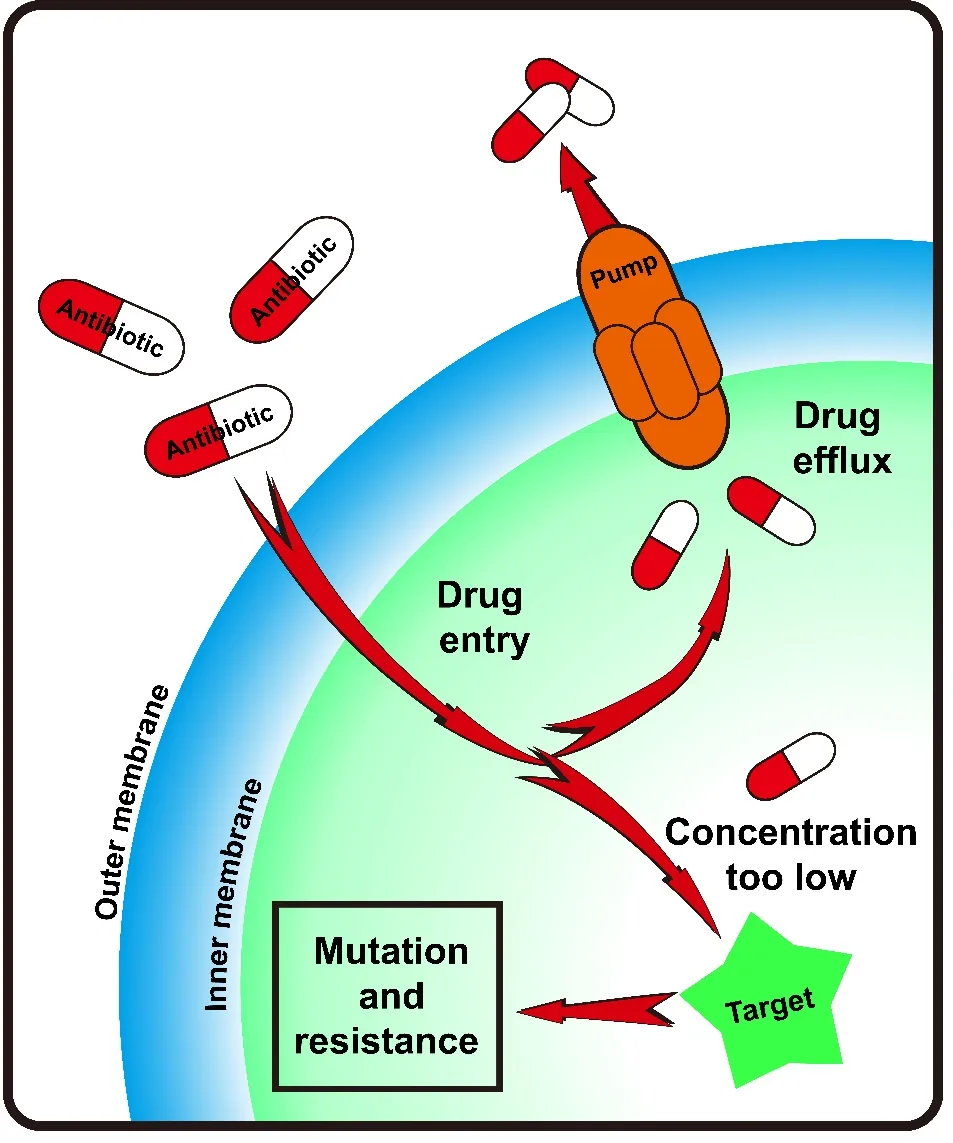 Pump
Antibiotic
Antibiotic
Antibiotic
Drug
efflux
Drug
entry
Outer membrane
Inner membrane
Concentration
too low
Mutation
and
resistance
Target